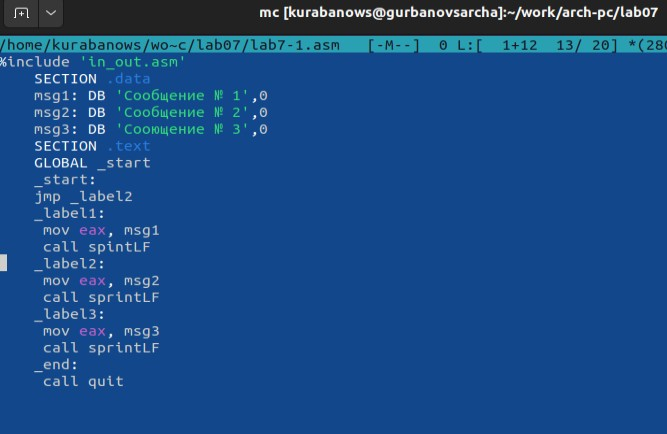 mc [kurabanows@gurbanovsarcha]:~/work/arch-pc/lab07
/home/kurabanows/wo~c/lab07/lab7-1.asm [-M--] 0 L:[ 1+12 13/ 20] *(280
%include 'in_out.asm'
SECTION .data
msg1: DB 'Сообщение № 1',0
msg2: DB 'Сообщение № 2',0
msg3: DB 'Сооющение № 3',0
SECTION .text
GLOBAL _start
_start:
jmp _label2
_label1:
mov eax, msg1
call spintLF
_label2:
mov eax, msg2
call sprintLF
_label3:
mov eax, msg3
call sprintLF
_end:
call quit